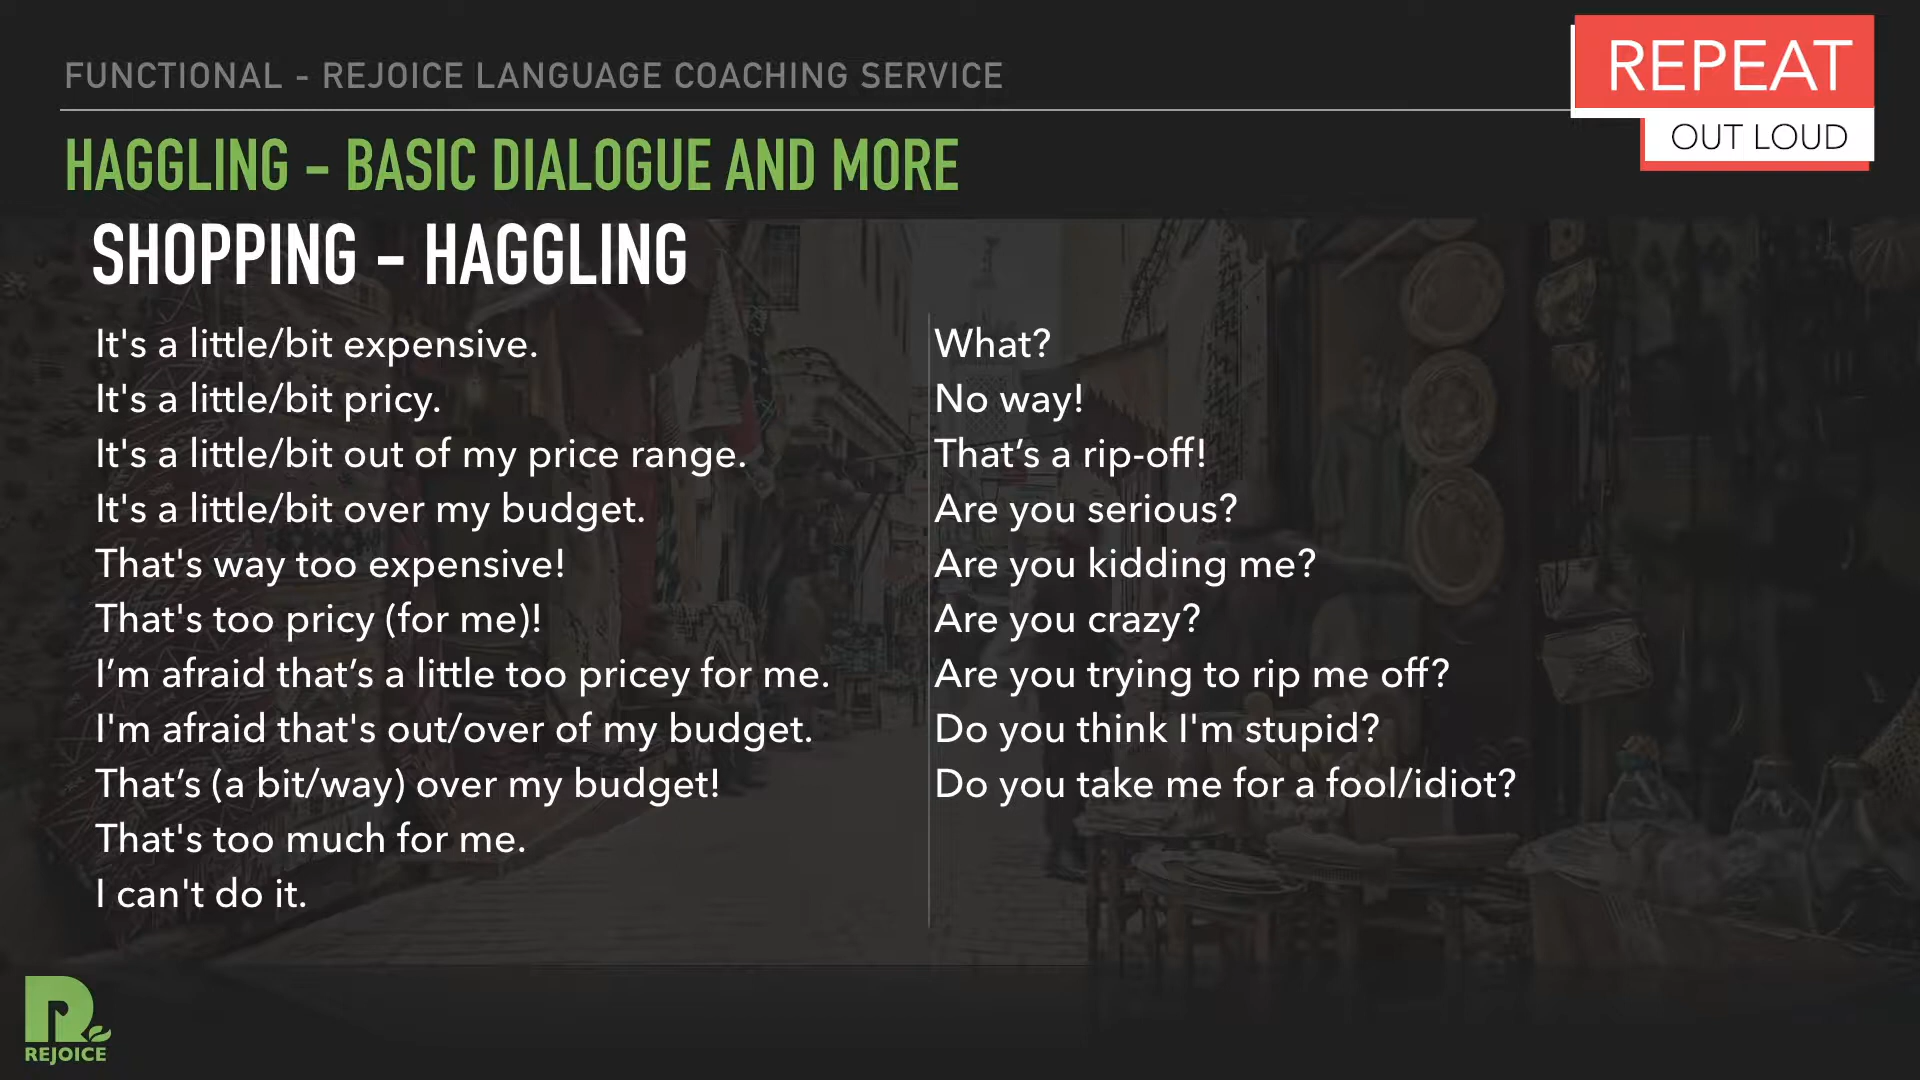 FUNCTIONAL - REJOICE LANGUAGE COACHING SERVICE
REPEAT
OUT LOUD
HAGGLING - BASIC DIALOGUE AND MORE
SHOPPING - HAGGLING
It's a little/bit expensive.
It's a little/bit pricy.
It's a little/bit out of my price range.
It's a little/bit over my budget.
That's way too expensive!
That's too pricy (for me)!
I’m afraid that’s a little too pricey for me.
I'm afraid that's out/over of my budget.
That’s (a bit/way) over my budget!
That's too much for me.
I can't do it.
What?
No way!
That’s a rip-off!
Are you serious?
Are you kidding me?
Are you crazy?
Are you trying to rip me off?
Do you think I'm stupid?
Do you take me for a fool/idiot?
REJOICE